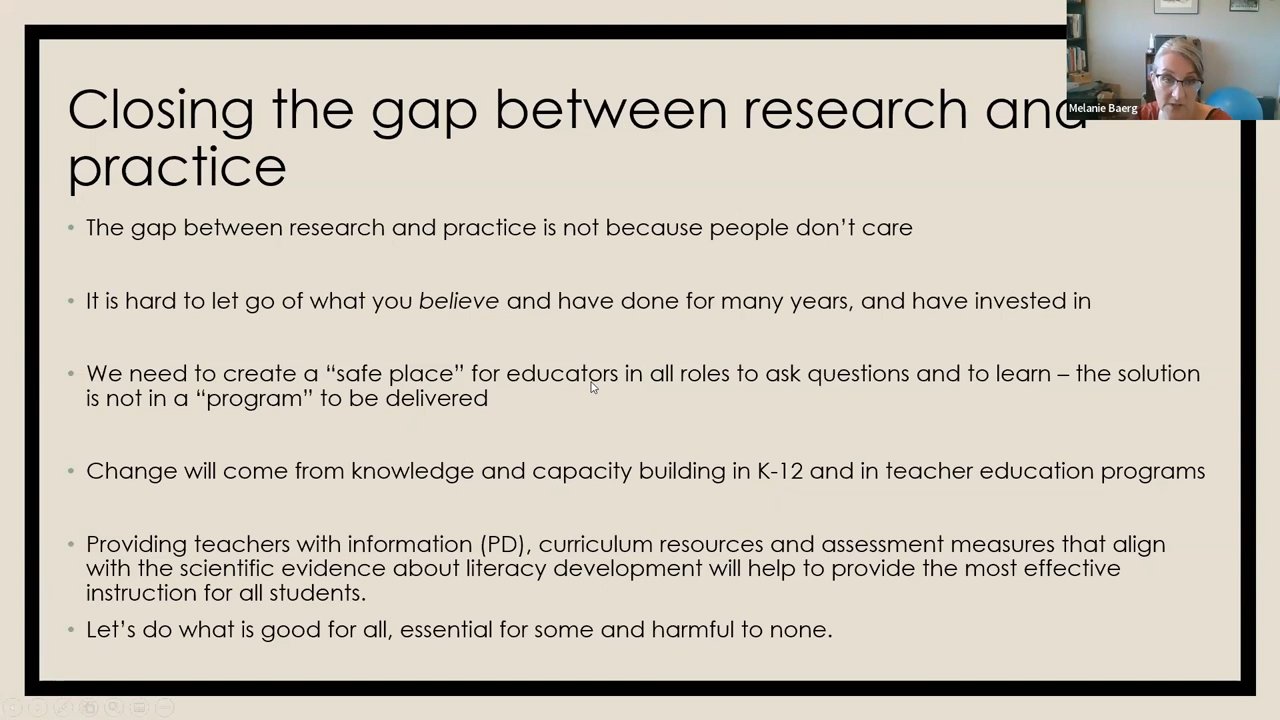 Closing the gap between research and
practice
Melanie Baerg
• The gap between research and practice is not because people don’t care
• It is hard to let go of what you believe and have done for many years, and have invested in
• We need to create a “safe place” for educators in all roles to ask questions and to learn – the solution
is not in a “program” to be delivered
• Change will come from knowledge and capacity building in K-12 and in teacher education programs
• Providing teachers with information (PD), curriculum resources and assessment measures that align
with the scientific evidence about literacy development will help to provide the most effective
instruction for all students.
• Let’s do what is good for all, essential for some and harmful to none.